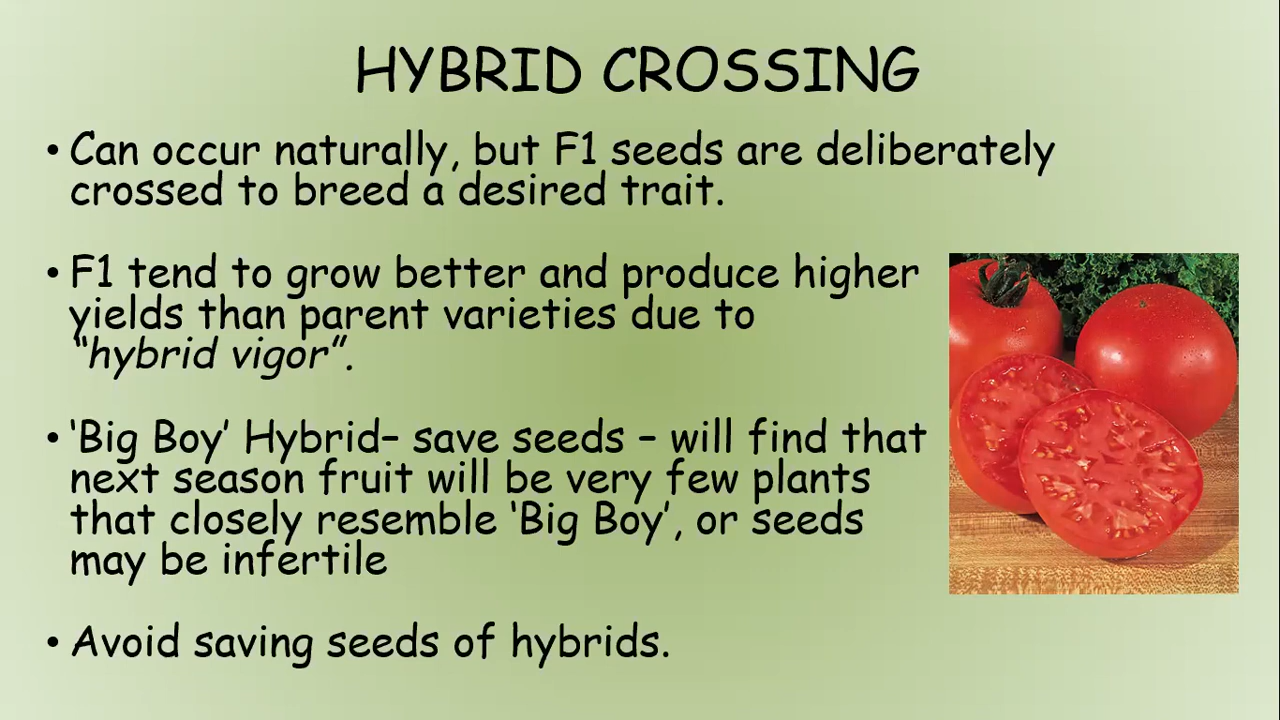 HYBRID CROSSING
• Can occur naturally, but F1 seeds are deliberately
crossed to breed a desired trait.
• F1 tend to grow better and produce higher
yields than parent varieties due to
“hybrid vigor”.
• ‘Big Boy’ Hybrid– save seeds – will find that
next season fruit will be very few plants
that closely resemble ‘Big Boy’, or seeds
may be infertile
• Avoid saving seeds of hybrids.